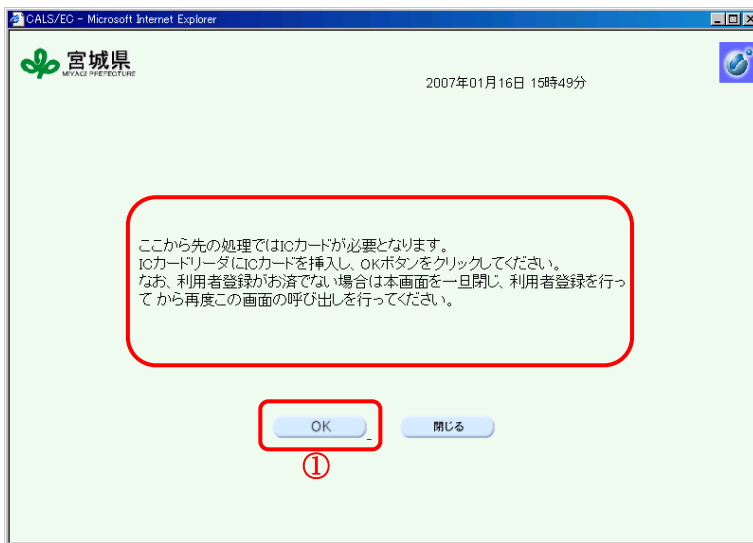 CALS/EC - Microsoft Internet Explorer
宮城県
MIYAGI PREFECTURE
2007年01月16日 15時49分
ここから先の処理ではICカードが必要となります。
ICカードリーダにICカードを挿入し、OKボタンをクリックしてください。
なお、利用者登録がお済でない場合は本画面を一旦閉じ、利用者登録を行っ
て から再度この画面の呼び出しを行ってください。
OK
閉じる
①